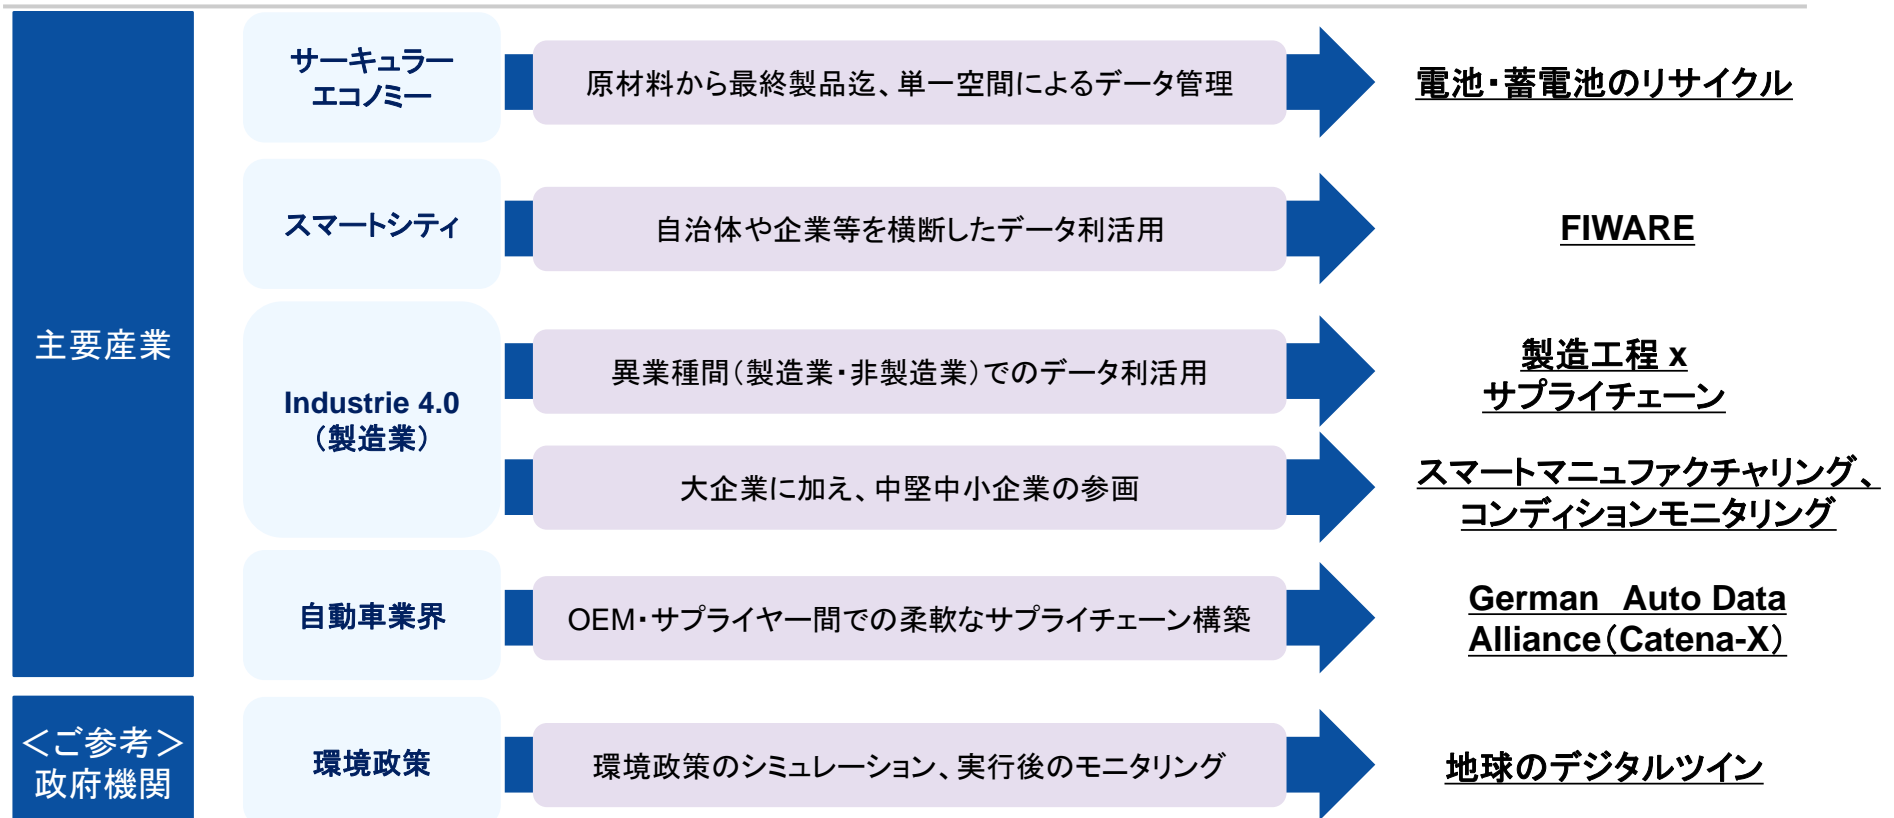 主要産業
サーキュラー
エコノミー
原材料から最終製品迄、単一空間によるデータ管理
電池・蓄電池のリサイクル
スマートシティ
自治体や企業等を横断したデータ利活用
FIWARE
Industrie 4.0
（製造業）
異業種間（製造業・非製造業）でのデータ利活用
製造工程 x
サプライチェーン
大企業に加え、中堅中小企業の参画
スマートマニュファクチャリング、
コンディションモニタリング
自動車業界
OEM・サプライヤー間での柔軟なサプライチェーン構築
German　Auto Data
Alliance（Catena-X）
＜ご参考＞
政府機関
環境政策
環境政策のシミュレーション、実行後のモニタリング
地球のデジタルツイン